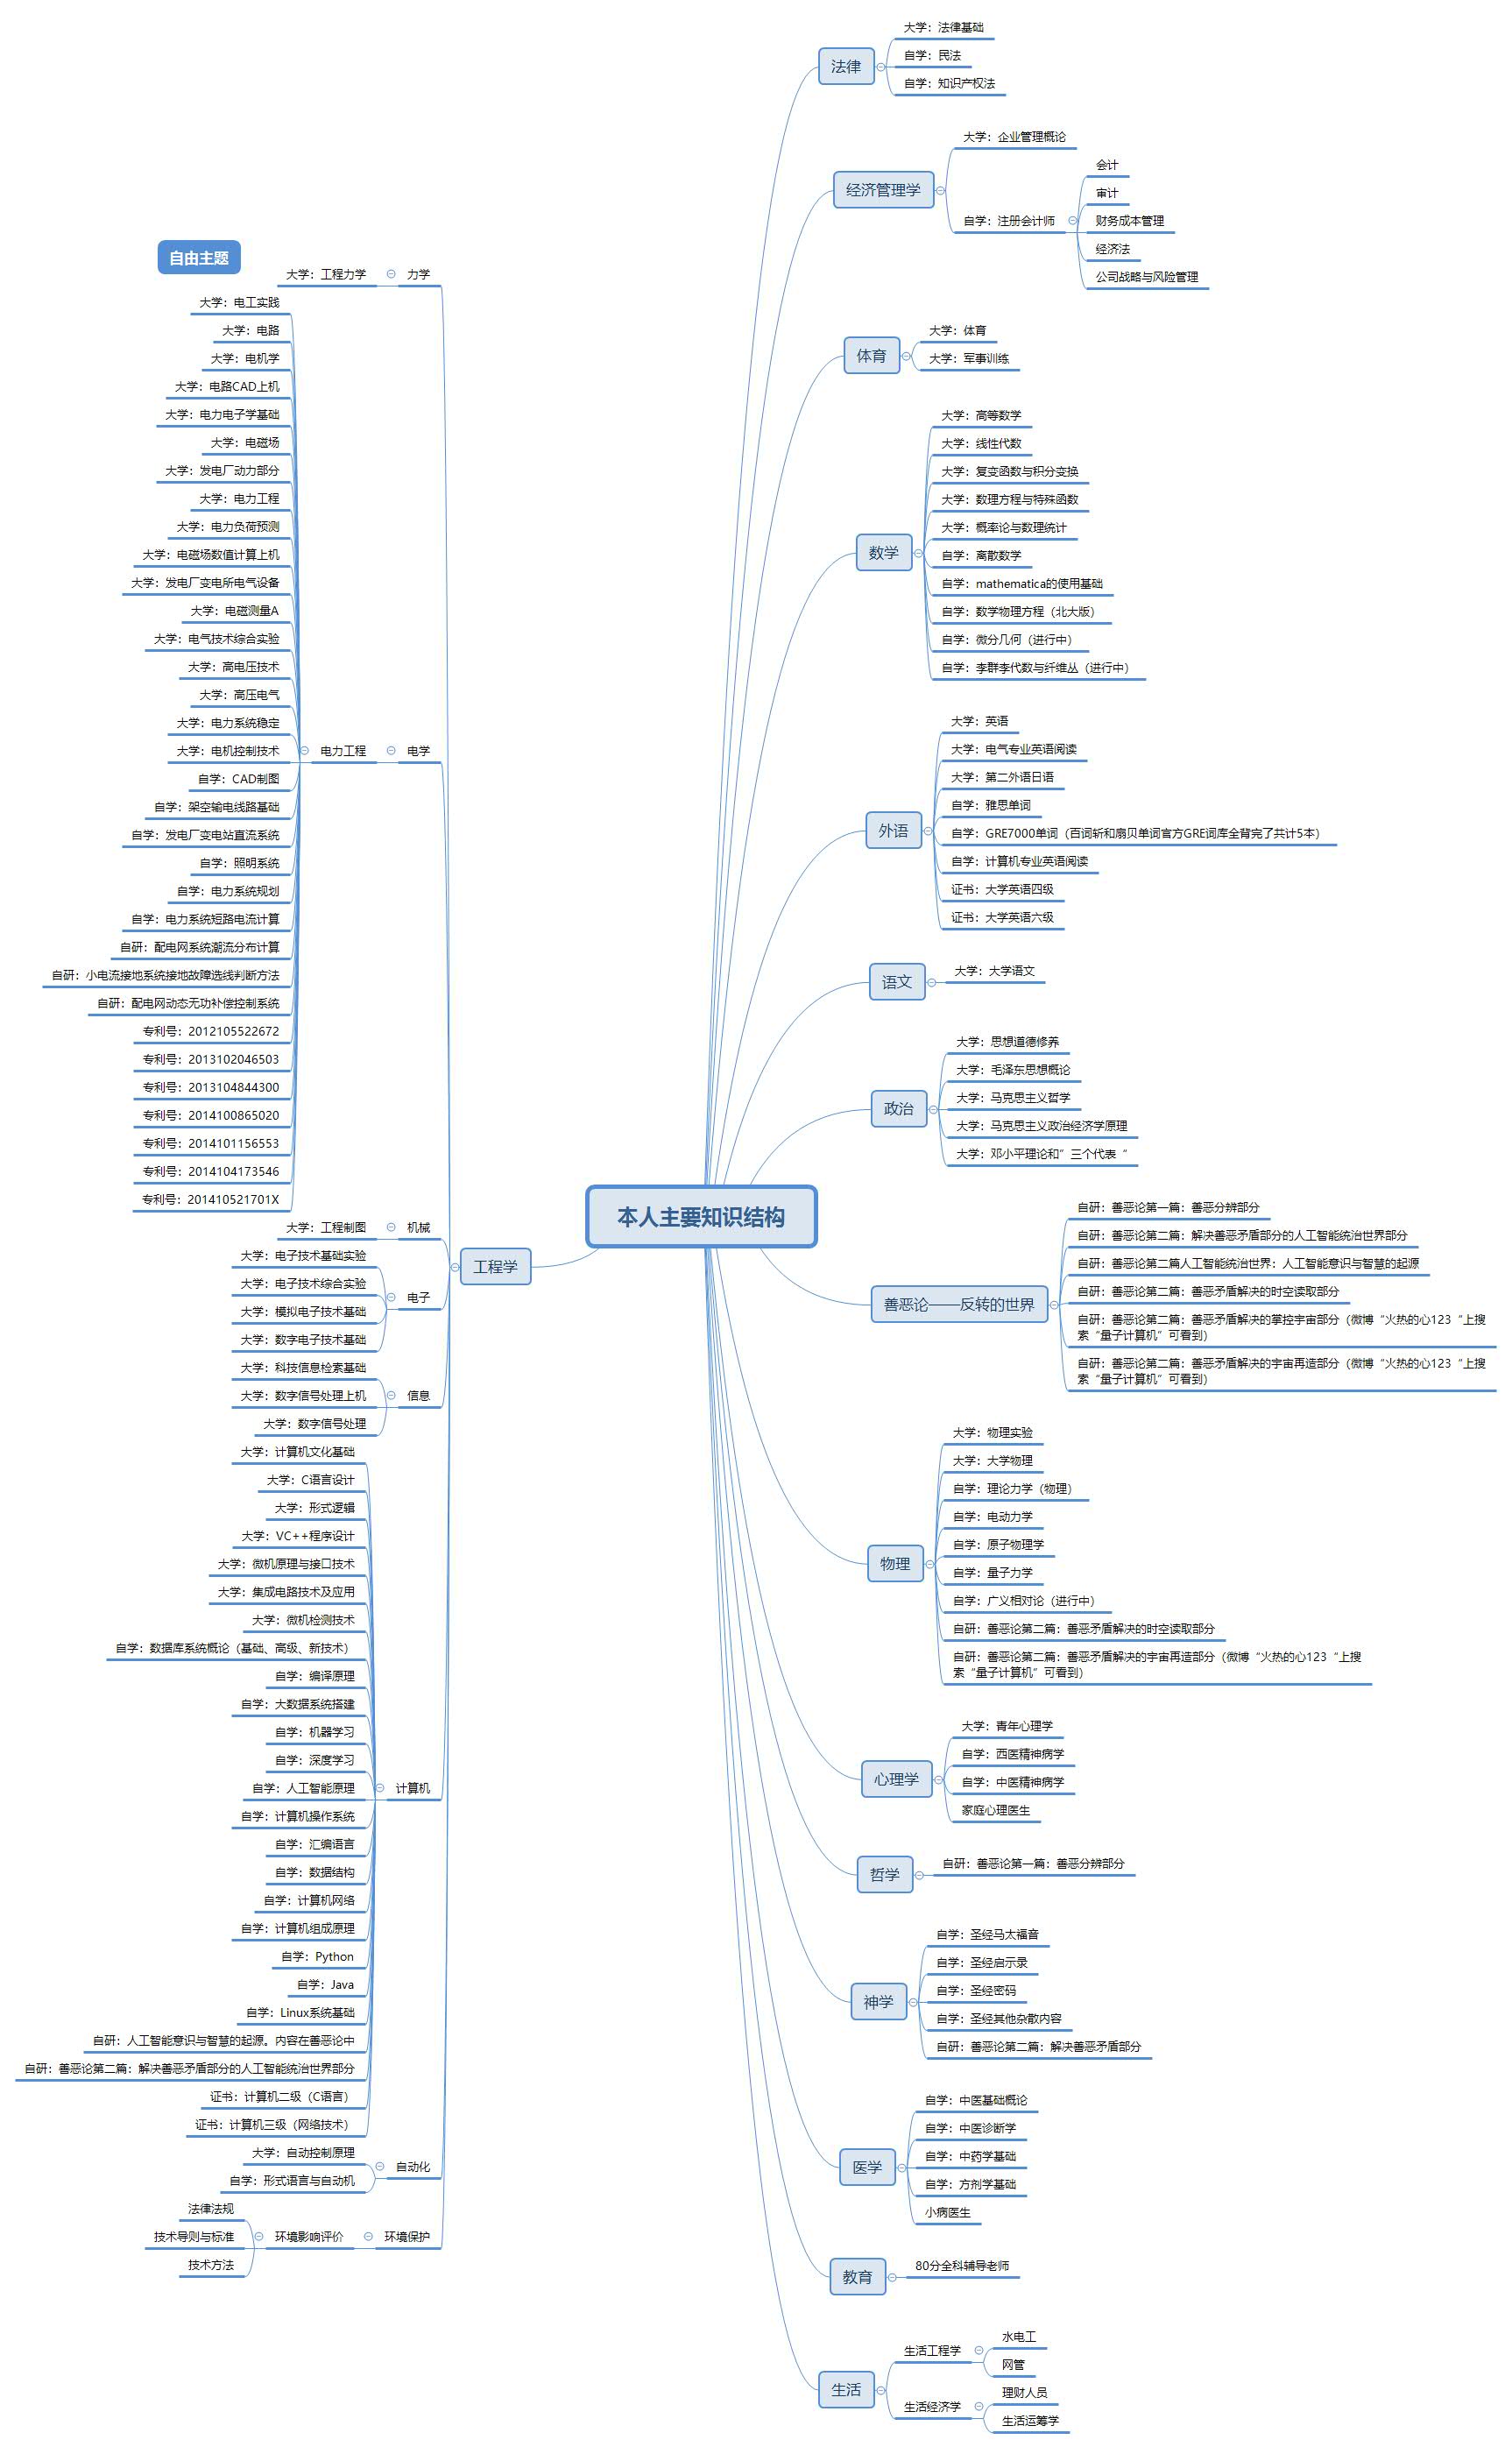 本人主要知识结构
法律
大学：法律基础
自学：民法
自学：知识产权法
经济管理学
大学：企业管理概论
自学：注册会计师
会计
审计
财务成本管理
经济法
公司战略与风险管理
体育
大学：体育
大学：军事训练
数学
大学：高等数学
大学：线性代数
大学：复变函数与积分变换
大学：数理方程与特殊函数
大学：概率论与数理统计
自学：离散数学
自学：mathematica的使用基础
自学：数学物理方程（北大版）
自学：微分几何（进行中）
自学：李群李代数与纤维丛（进行中）
外语
大学：英语
大学：电气专业英语阅读
大学：第二外语日语
自学：雅思单词
自学：GRE7000单词（百词斩和扇贝单词官方GRE词库全背完了共计5本）
自学：计算机专业英语阅读
证书：大学英语四级
证书：大学英语六级
语文
大学：大学语文
政治
大学：思想道德修养
大学：毛泽东思想概论
大学：马克思主义哲学
大学：马克思主义政治经济学原理
大学：邓小平理论和”三个代表“
善恶论——反转的世界
自研：善恶论第一篇：善恶分辨部分
自研：善恶论第二篇：解决善恶矛盾部分的人工智能统治世界部分
自研：善恶论第二篇人工智能统治世界：人工智能意识与智慧的起源
自研：善恶论第二篇：善恶矛盾解决的时空读取部分
自研：善恶论第二篇：善恶矛盾解决的掌控宇宙部分（微博“火热的心123“上搜
索“量子计算机”可看到）
自研：善恶论第二篇：善恶矛盾解决的宇宙再造部分（微博“火热的心123“上搜
索“量子计算机”可看到）
物理
大学：物理实验
大学：大学物理
自学：理论力学（物理）
自学：电动力学
自学：原子物理学
自学：量子力学
自学：广义相对论（进行中）
自研：善恶论第二篇：善恶矛盾解决的时空读取部分
自研：善恶论第二篇：善恶矛盾解决的宇宙再造部分（微博“火热的心123“上搜
索“量子计算机”可看到）
心理学
大学：青年心理学
自学：西医精神病学
自学：中医精神病学
家庭心理医生
哲学
自研：善恶论第一篇：善恶分辨部分
神学
自学：圣经马太福音
自学：圣经启示录
自学：圣经密码
自学：圣经其他杂散内容
自研：善恶论第二篇：解决善恶矛盾部分
医学
自学：中医基础概论
自学：中医诊断学
自学：中药学基础
自学：方剂学基础
小病医生
教育
80分全科辅导老师
生活
生活工程学
水电工
网管
生活经济学
理财人员
生活运筹学
自由主题
工程学
力学
大学：工程力学
电学
电力工程
大学：电工实践
大学：电路
大学：电机学
大学：电路CAD上机
大学：电力电子学基础
大学：电磁场
大学：发电厂动力部分
大学：电力工程
大学：电力负荷预测
大学：电磁场数值计算上机
大学：发电厂变电所电气设备
大学：电磁测量A
大学：电气技术综合实验
大学：高电压技术
大学：高压电气
大学：电力系统稳定
大学：电机控制技术
自学：CAD制图
自学：架空输电线路基础
自学：发电厂变电站直流系统
自学：照明系统
自学：电力系统规划
自学：电力系统短路电流计算
自研：配电网系统潮流分布计算
自研：小电流接地系统接地故障选线判断方法
自研：配电网动态无功补偿控制系统
专利号：2012105522672
专利号：2013102046503
专利号：2013104844300
专利号：2014100865020
专利号：2014101156553
专利号：2014104173546
专利号：201410521701X
机械
大学：工程制图
电子
大学：电子技术基础实验
大学：电子技术综合实验
大学：模拟电子技术基础
大学：数字电子技术基础
信息
大学：科技信息检索基础
大学：数字信号处理上机
大学：数字信号处理
计算机
大学：计算机文化基础
大学：C语言设计
大学：形式逻辑
大学：VC++程序设计
大学：微机原理与接口技术
大学：集成电路技术及应用
大学：微机检测技术
自学：数据库系统概论（基础、高级、新技术）
自学：编译原理
自学：大数据系统搭建
自学：机器学习
自学：深度学习
自学：人工智能原理
自学：计算机操作系统
自学：汇编语言
自学：数据结构
自学：计算机网络
自学：计算机组成原理
自学：Python
自学：Java
自学：Linux系统基础
自研：人工智能意识与智慧的起源。内容在善恶论中
自研：善恶论第二篇：解决善恶矛盾部分的人工智能统治世界部分
证书：计算机二级（C语言）
证书：计算机三级（网络技术）
自动化
大学：自动控制原理
自学：形式语言与自动机
环境保护
环境影响评价
法律法规
技术导则与标准
技术方法